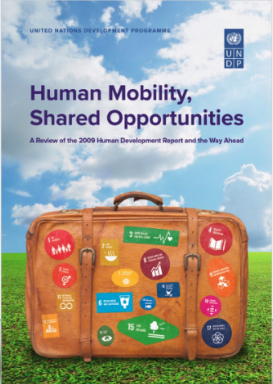 UNITED NATIONS DEVELOPMENT PROGRAMME
U N
D P
Human Mobility,
Shared Opportunities
A Review of the 2009 Human Development Report and the Way Ahead